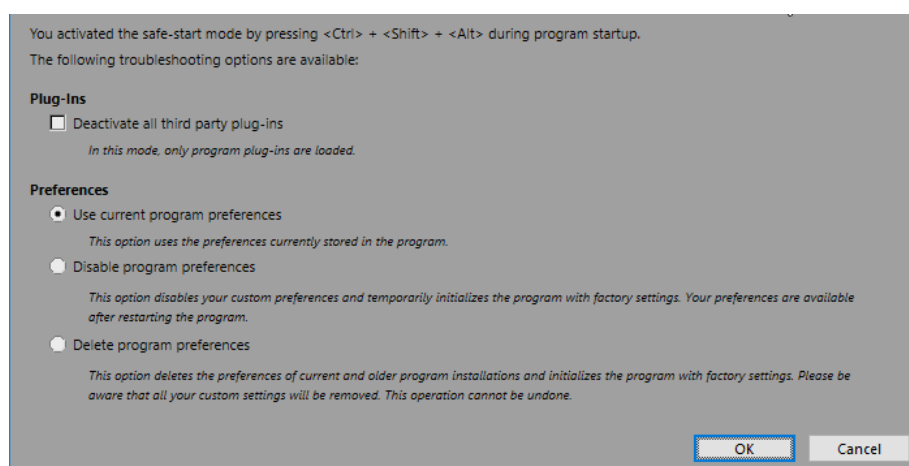 You activated the safe-start mode by pressing <Ctrl> + <Shift> + <Alt> during program startup.
The following troubleshooting options are available:
Plug-Ins
Deactivate all third party plug-ins
In this mode, only program plug-ins are loaded.
Preferences
Use current program preferences
This option uses the preferences currently stored in the program.
Disable program preferences
This option disables your custom preferences and temporarily initializes the program with factory settings. Your preferences are available
after restarting the program.
Delete program preferences
This option deletes the preferences of current and older program installations and initializes the program with factory settings. Please be
aware that all your custom settings will be removed. This operation cannot be undone.
OK Cancel